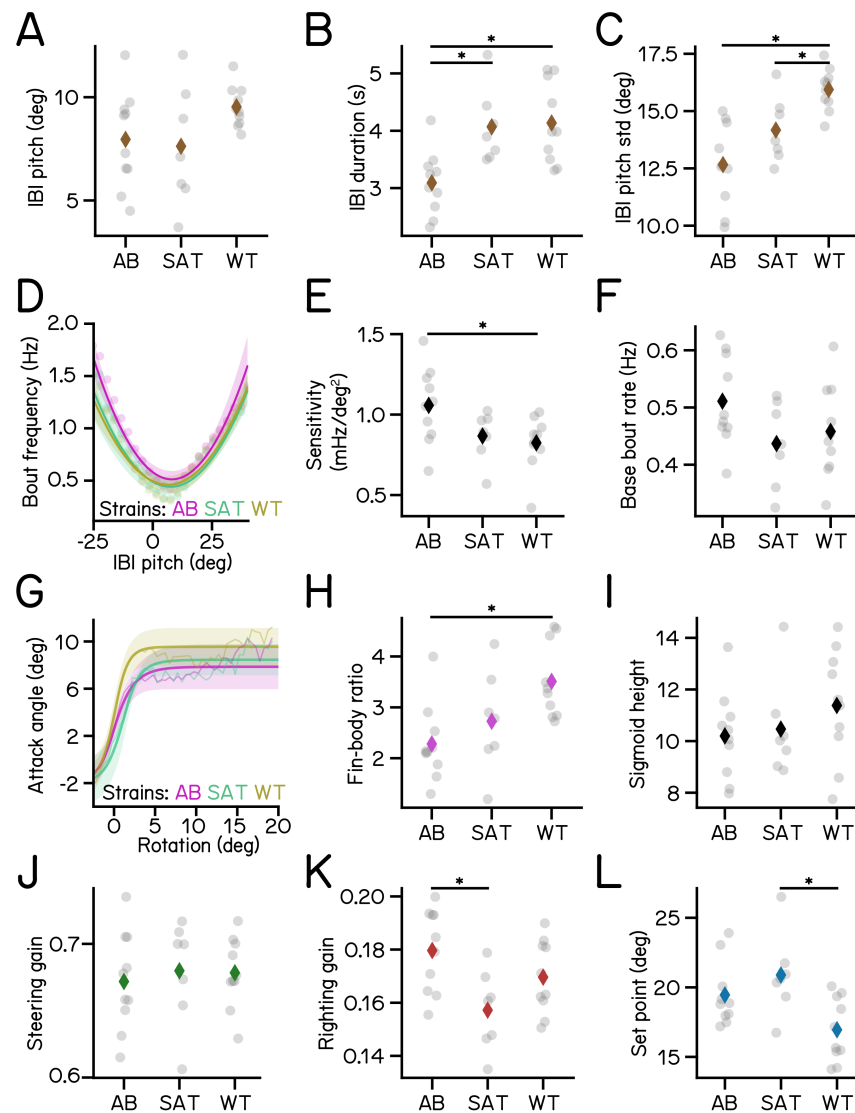 A
IBI pitch (deg)
10
5
AB SAT WT
B
*
*
IBI duration (s)
5
4
3
AB SAT WT
C
*
*
IBI pitch std (deg)
17.5
15.0
12.5
10.0
AB SAT WT
D
Bout frequency (Hz)
2.0
1.5
1.0
0.5
Strains: AB SAT WT
-25 0 25
IBI pitch (deg)
E
*
Sensitivity
(mHz/deg²)
1.5
1.0
0.5
AB SAT WT
F
Base bout rate (Hz)
0.6
0.5
0.4
AB SAT WT
G
Attack angle (deg)
10
6
2
-2
Strains: AB SAT WT
0 5 10 15 20
Rotation (deg)
H
*
Fin-body ratio
4
3
2
AB SAT WT
I
Sigmoid height
14
12
10
8
AB SAT WT
J
Steering gain
0.7
0.6
AB SAT WT
K
*
Righting gain
0.20
0.18
0.16
0.14
AB SAT WT
L
*
Set point (deg)
25
20
15
AB SAT WT